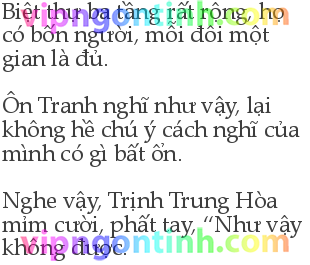 Biệt thự ba tầng rất rộng, họ
có bốn người, mỗi đôi một
gian là đủ.
Ôn Tranh nghĩ như vậy, lại
không hề chú ý cách nghĩ của
mình có gì bất ổn.
Nghe vậy, Trịnh Trung Hòa
mỉm cười, phất tay, “Như vậy
không được.
vipngontinh.com
vipngontinh.com